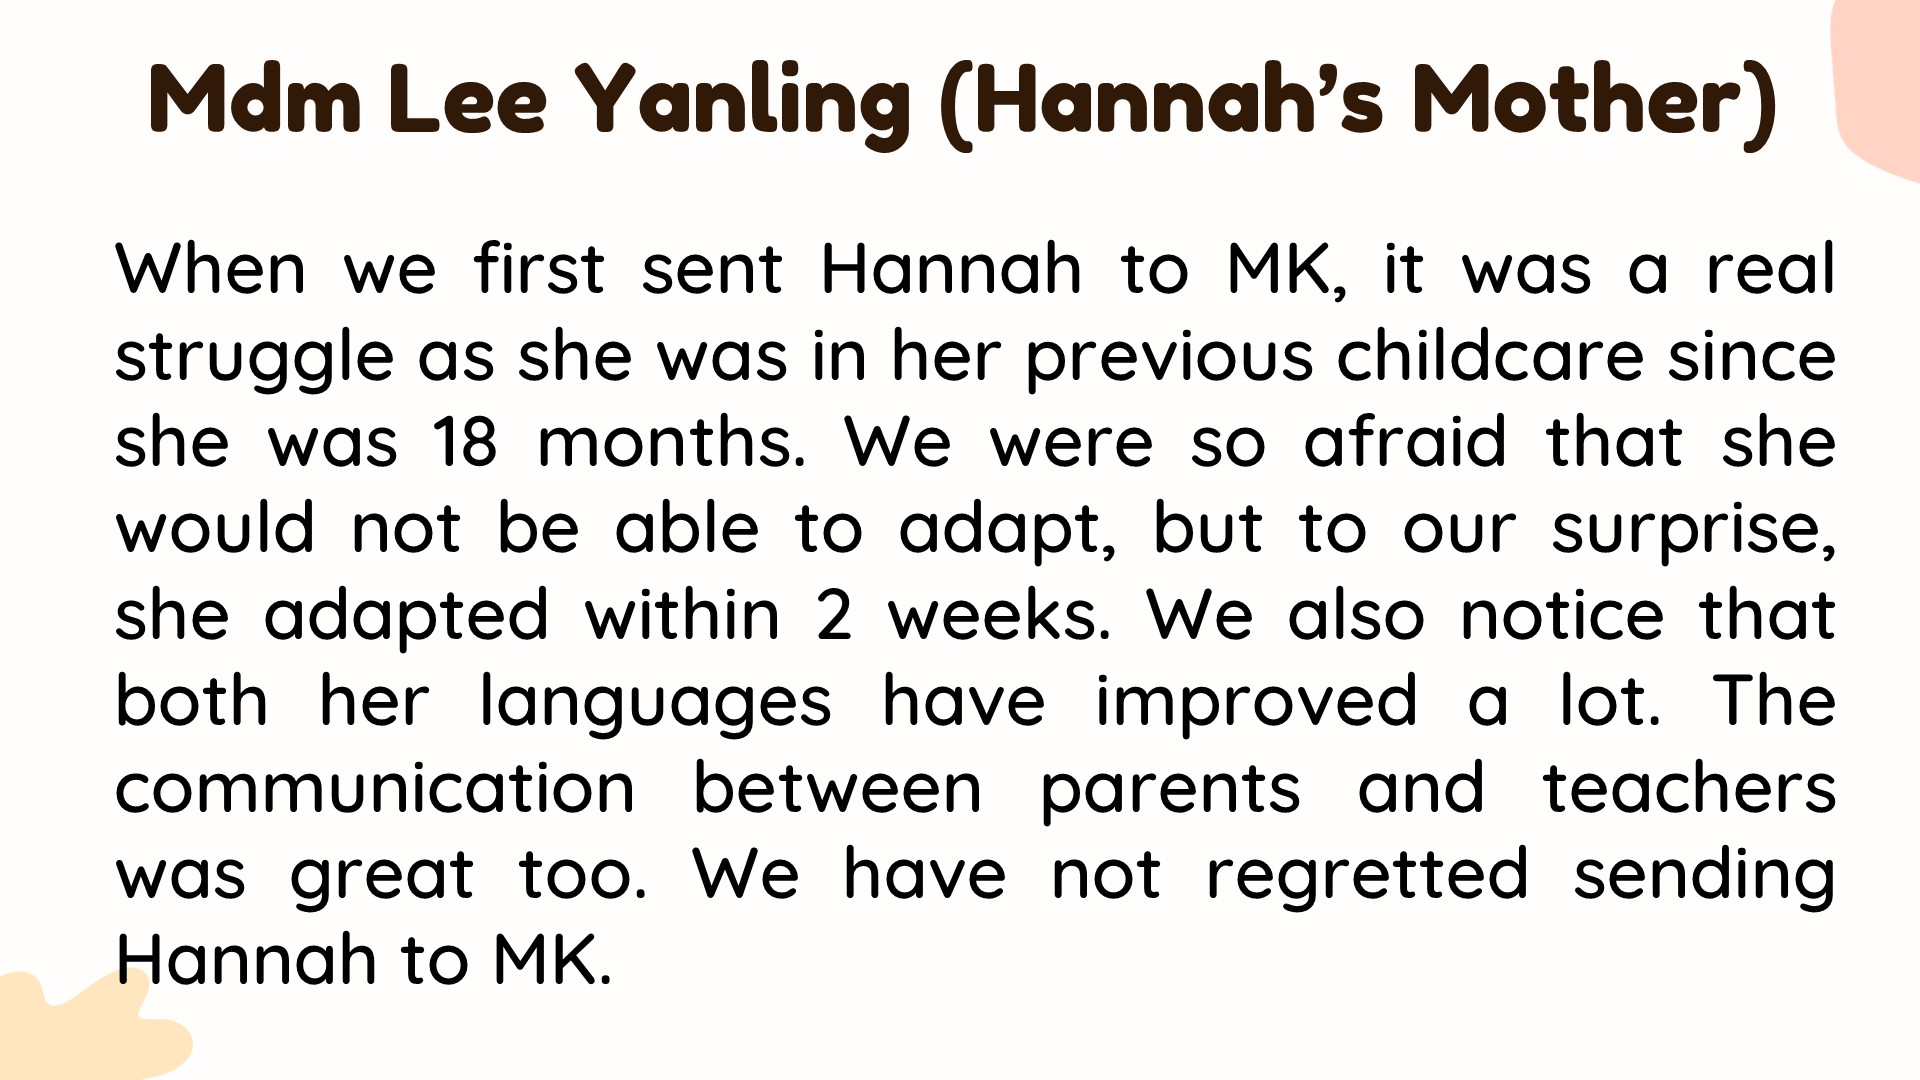 Mdm Lee Yanling (Hannah’s Mother)
When we first sent Hannah to MK, it was a real
struggle as she was in her previous childcare since
she was 18 months. We were so afraid that she
would not be able to adapt, but to our surprise,
she adapted within 2 weeks. We also notice that
both her languages have improved a lot. The
communication between parents and teachers
was great too. We have not regretted sending
Hannah to MK.